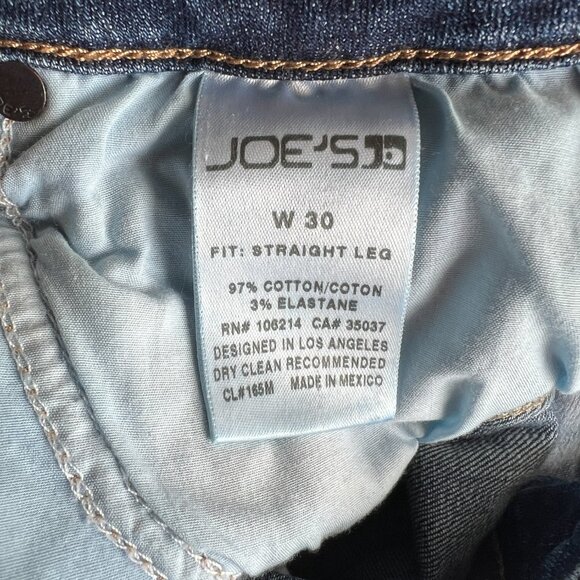 JOE'S
W 30
FIT: STRAIGHT LEG
97% COTTON/COTON
3% ELASTANE
RN# 106214 CA# 35037
DESIGNED IN LOS ANGELES
DRY CLEAN RECOMMENDED
CL#165M MADE IN MEXICO